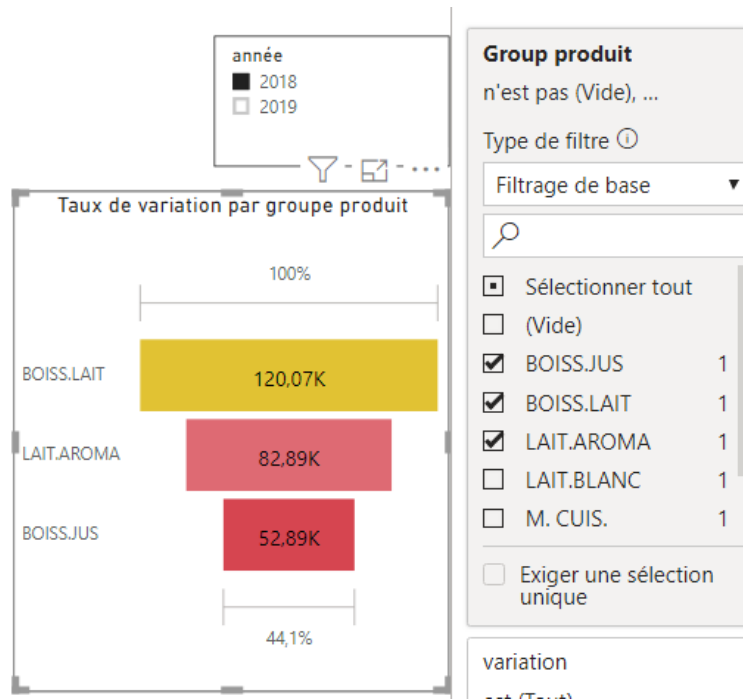 année
2018
2019
Taux de variation par groupe produit
100%
BOISS.LAIT
120,07K
LAIT.AROMA
82,89K
BOISS.JUS
52,89K
44,1%
Group produit
n'est pas (Vide), ...
Type de filtre
Filtrage de base
Sélectionner tout
(Vide)
BOISS.JUS 1
BOISS.LAIT 1
LAIT.AROMA 1
LAIT.BLANC 1
M. CUIS. 1
Exiger une sélection
unique
variation
est (Tout)